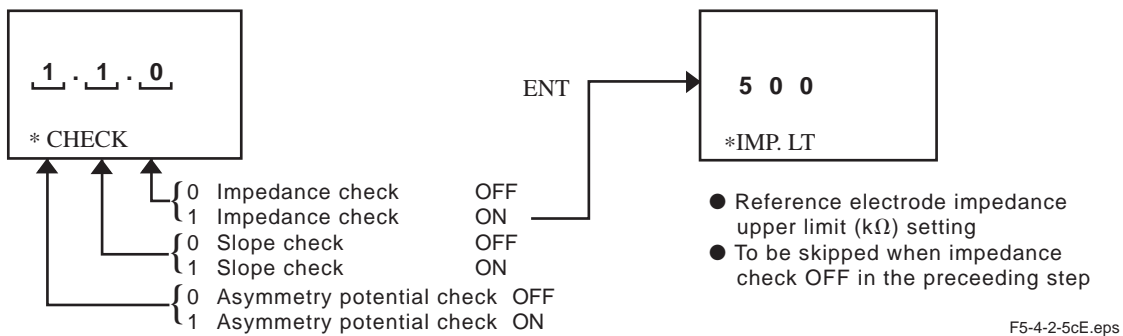 1 . 1 . 0
* CHECK
ENT
5 0 0
*IMP. LT
0 Impedance check OFF
1 Impedance check ON
0 Slope check OFF
1 Slope check ON
0 Asymmetry potential check OFF
1 Asymmetry potential check ON
● Reference electrode impedance
upper limit (kΩ) setting
● To be skipped when impedance
check OFF in the preceeding step
F5-4-2-5cE.eps